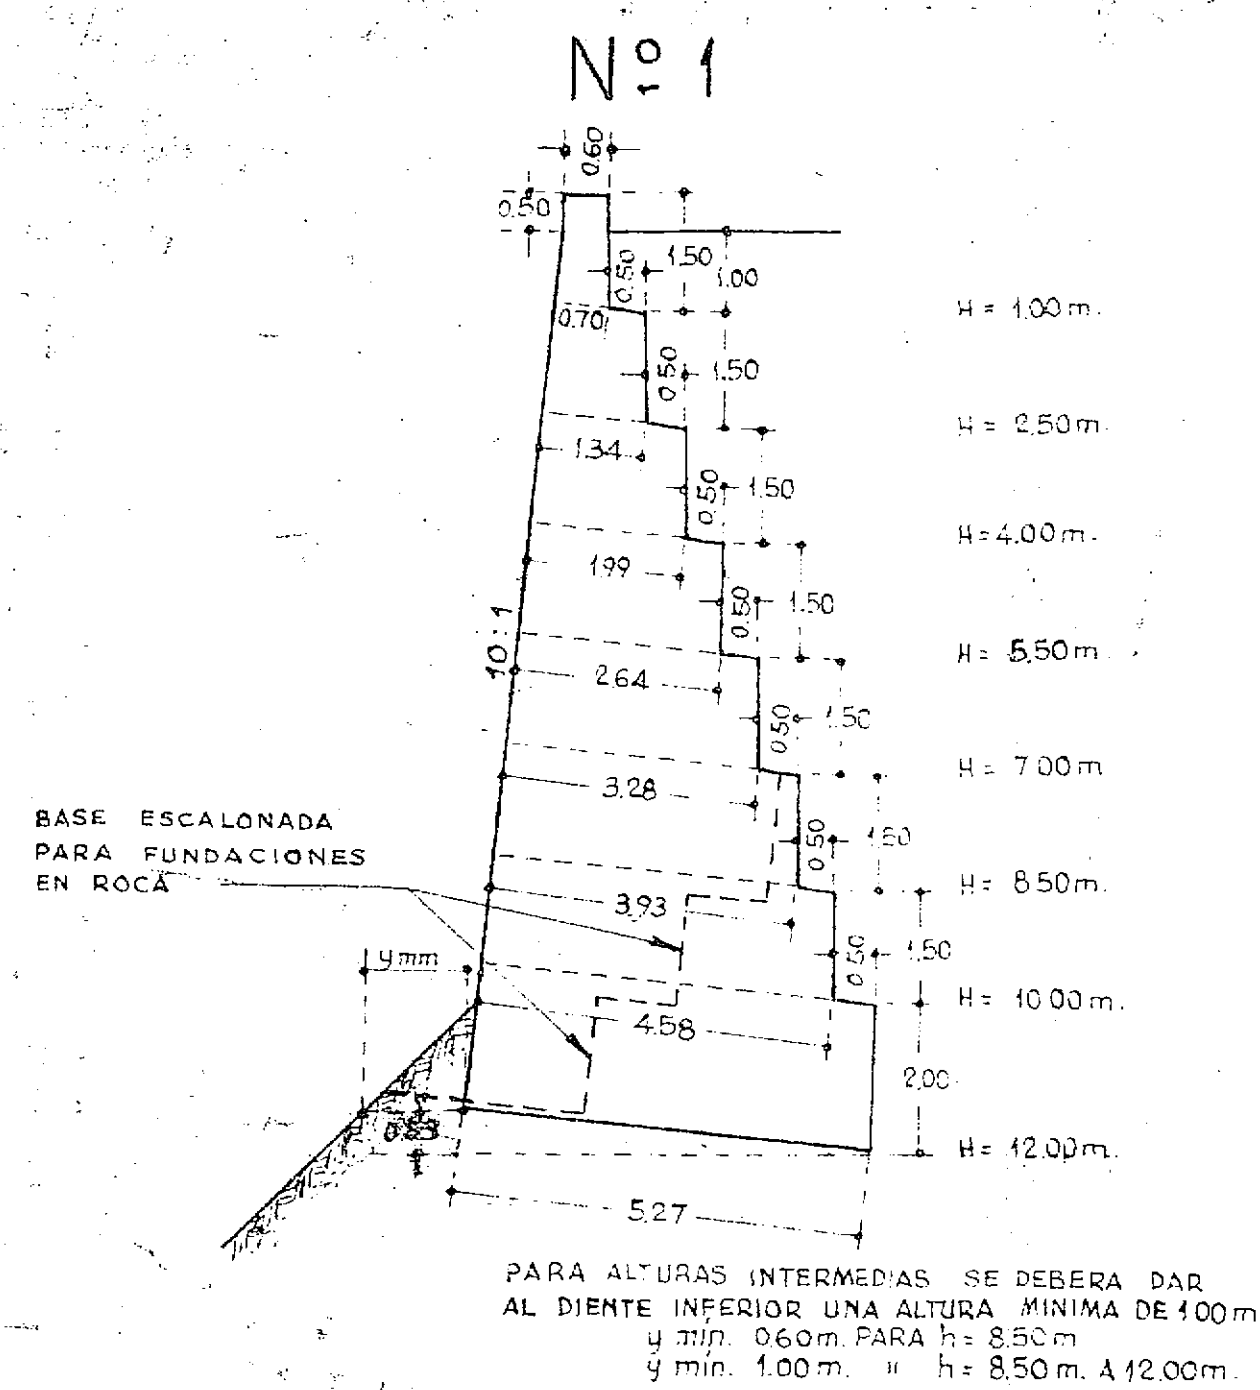 Nº 1
0.60
0.50
0.50
1.50
1.00
H = 1.00 m.
0.70
0.50
1.50
H = 2.50 m.
1.34
0.50
1.50
H = 4.00 m.
1.99
0.50
1.50
10:1
H = 5.50 m.
2.64
0.50
1.50
H = 7.00 m
3.28
BASE ESCALONADA
PARA FUNDACIONES
EN ROCA
0.50
1.50
H = 8.50 m.
3.93
y mm
0.50
1.50
H = 10.00 m.
4.58
2.00
H = 12.00 m.
5.27
PARA ALTURAS INTERMEDIAS SE DEBERA DAR
AL DIENTE INFERIOR UNA ALTURA MINIMA DE 1.00 m
y mín. 0.60 m. PARA h = 8.50 m
y mín. 1.00 m. " h = 8.50 m. A 12.00 m.